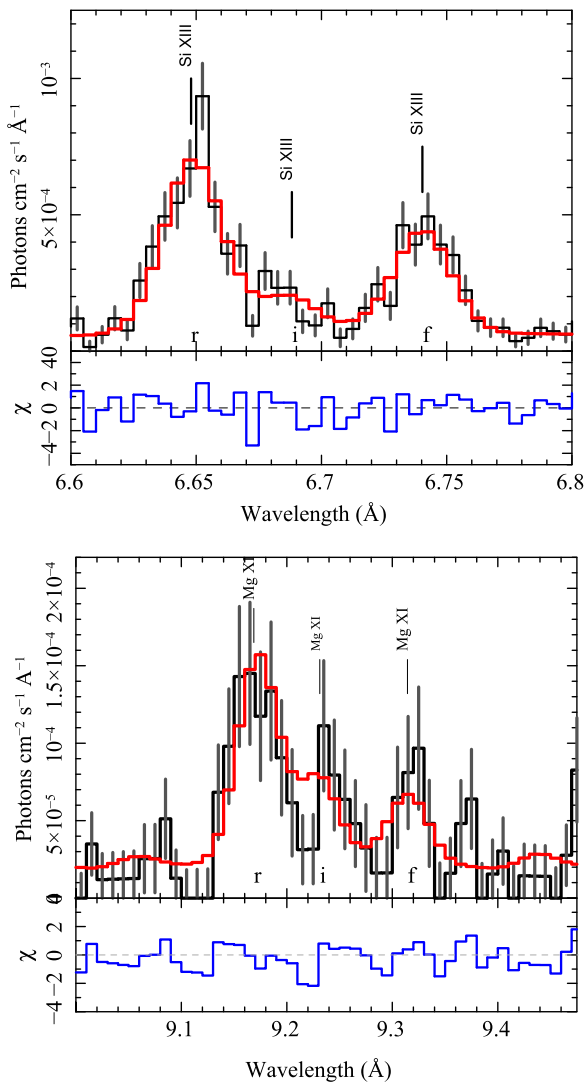 Si XIII
Si XIII
Si XIII
10⁻³
5×10⁻⁴
Photons cm⁻² s⁻¹ Å⁻¹
r i f
40
2
0
−2
−4
χ
6.6 6.65 6.7 6.75 6.8
Wavelength (Å)
Mg XI
Mg XI
Mg XI
2×10⁻⁴
1.5×10⁻⁴
10⁻⁴
5×10⁻⁵
0
Photons cm⁻² s⁻¹ A⁻¹
r i f
2
0
−2
−4
χ
9.1 9.2 9.3 9.4
Wavelength (Å)